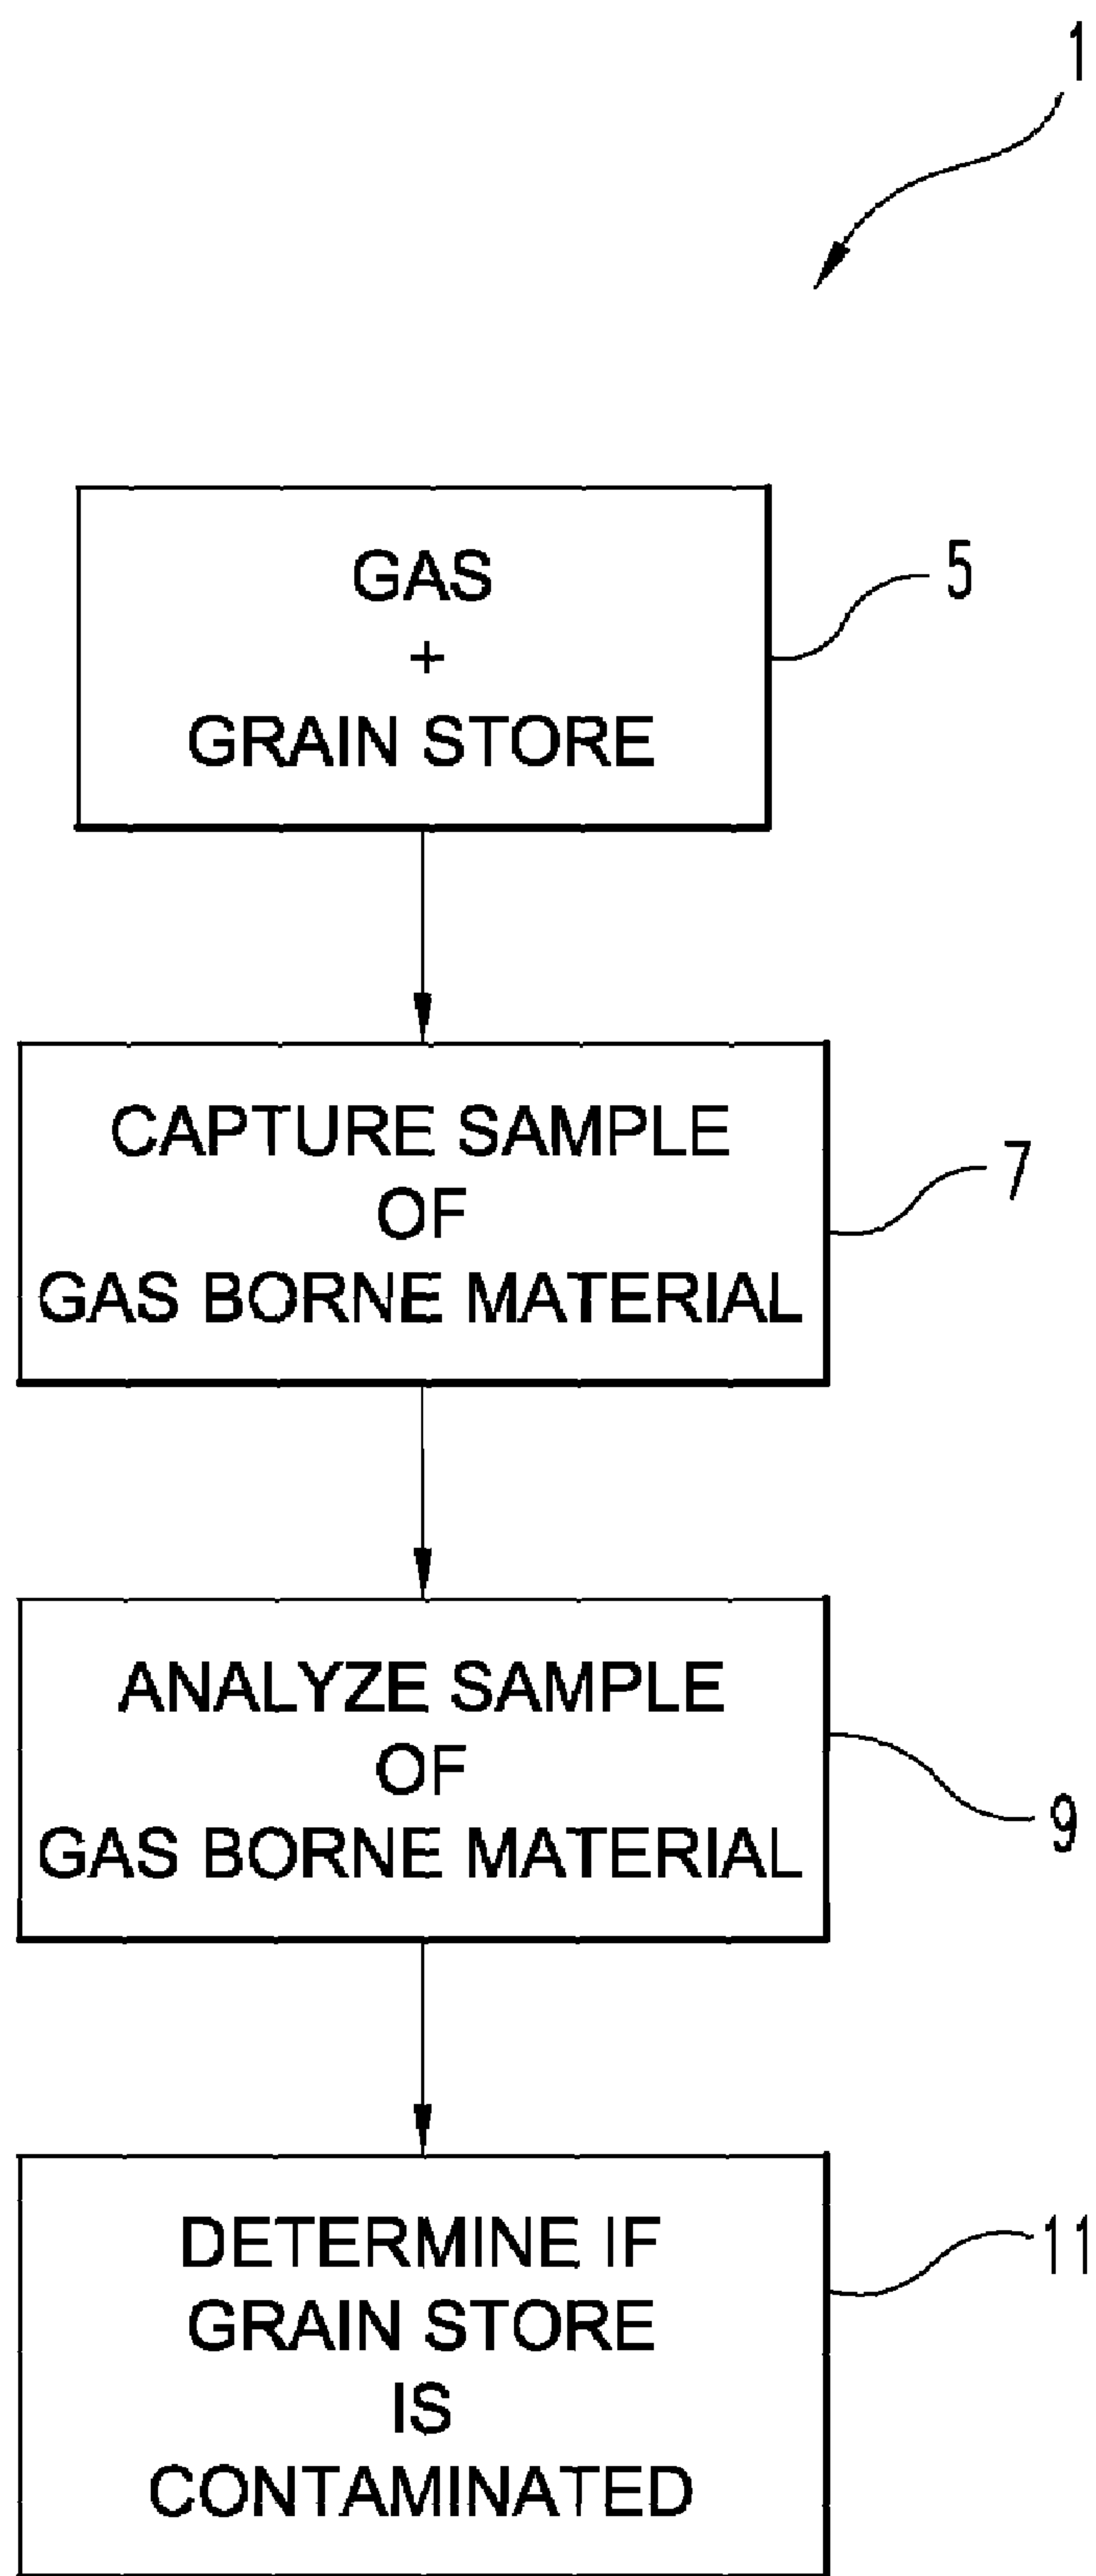 1
GAS
+
GRAIN STORE
5
CAPTURE SAMPLE
OF
GAS BORNE MATERIAL
7
ANALYZE SAMPLE
OF
GAS BORNE MATERIAL
9
DETERMINE IF
GRAIN STORE
IS
CONTAMINATED
11